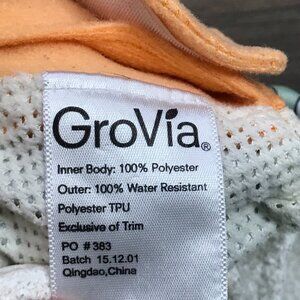 GroVia®
Inner Body: 100% Polyester
Outer: 100% Water Resistant
Polyester TPU
Exclusive of Trim
PO # 383
Batch 15.12.01
Qingdao,China